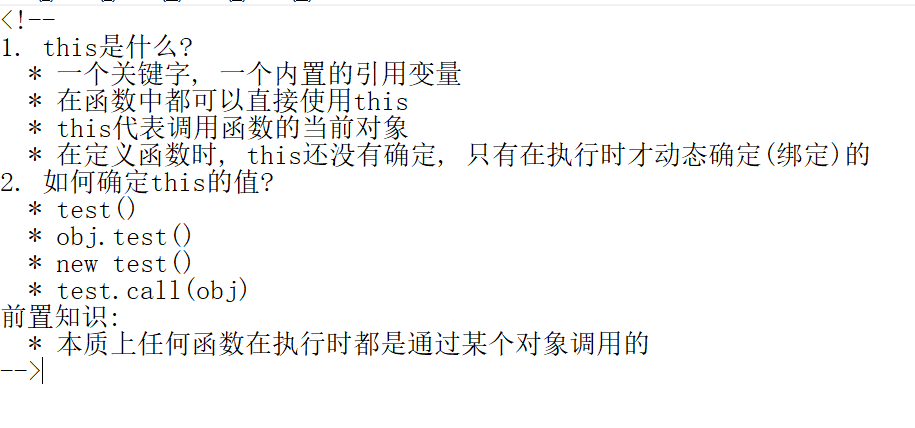 <!--
1. this是什么?
  * 一个关键字, 一个内置的引用变量
  * 在函数中都可以直接使用this
  * this代表调用函数的当前对象
  * 在定义函数时, this还没有确定, 只有在执行时才动态确定(绑定)的
2. 如何确定this的值?
  * test()
  * obj.test()
  * new test()
  * test.call(obj)
前置知识:
  * 本质上任何函数在执行时都是通过某个对象调用的
-->